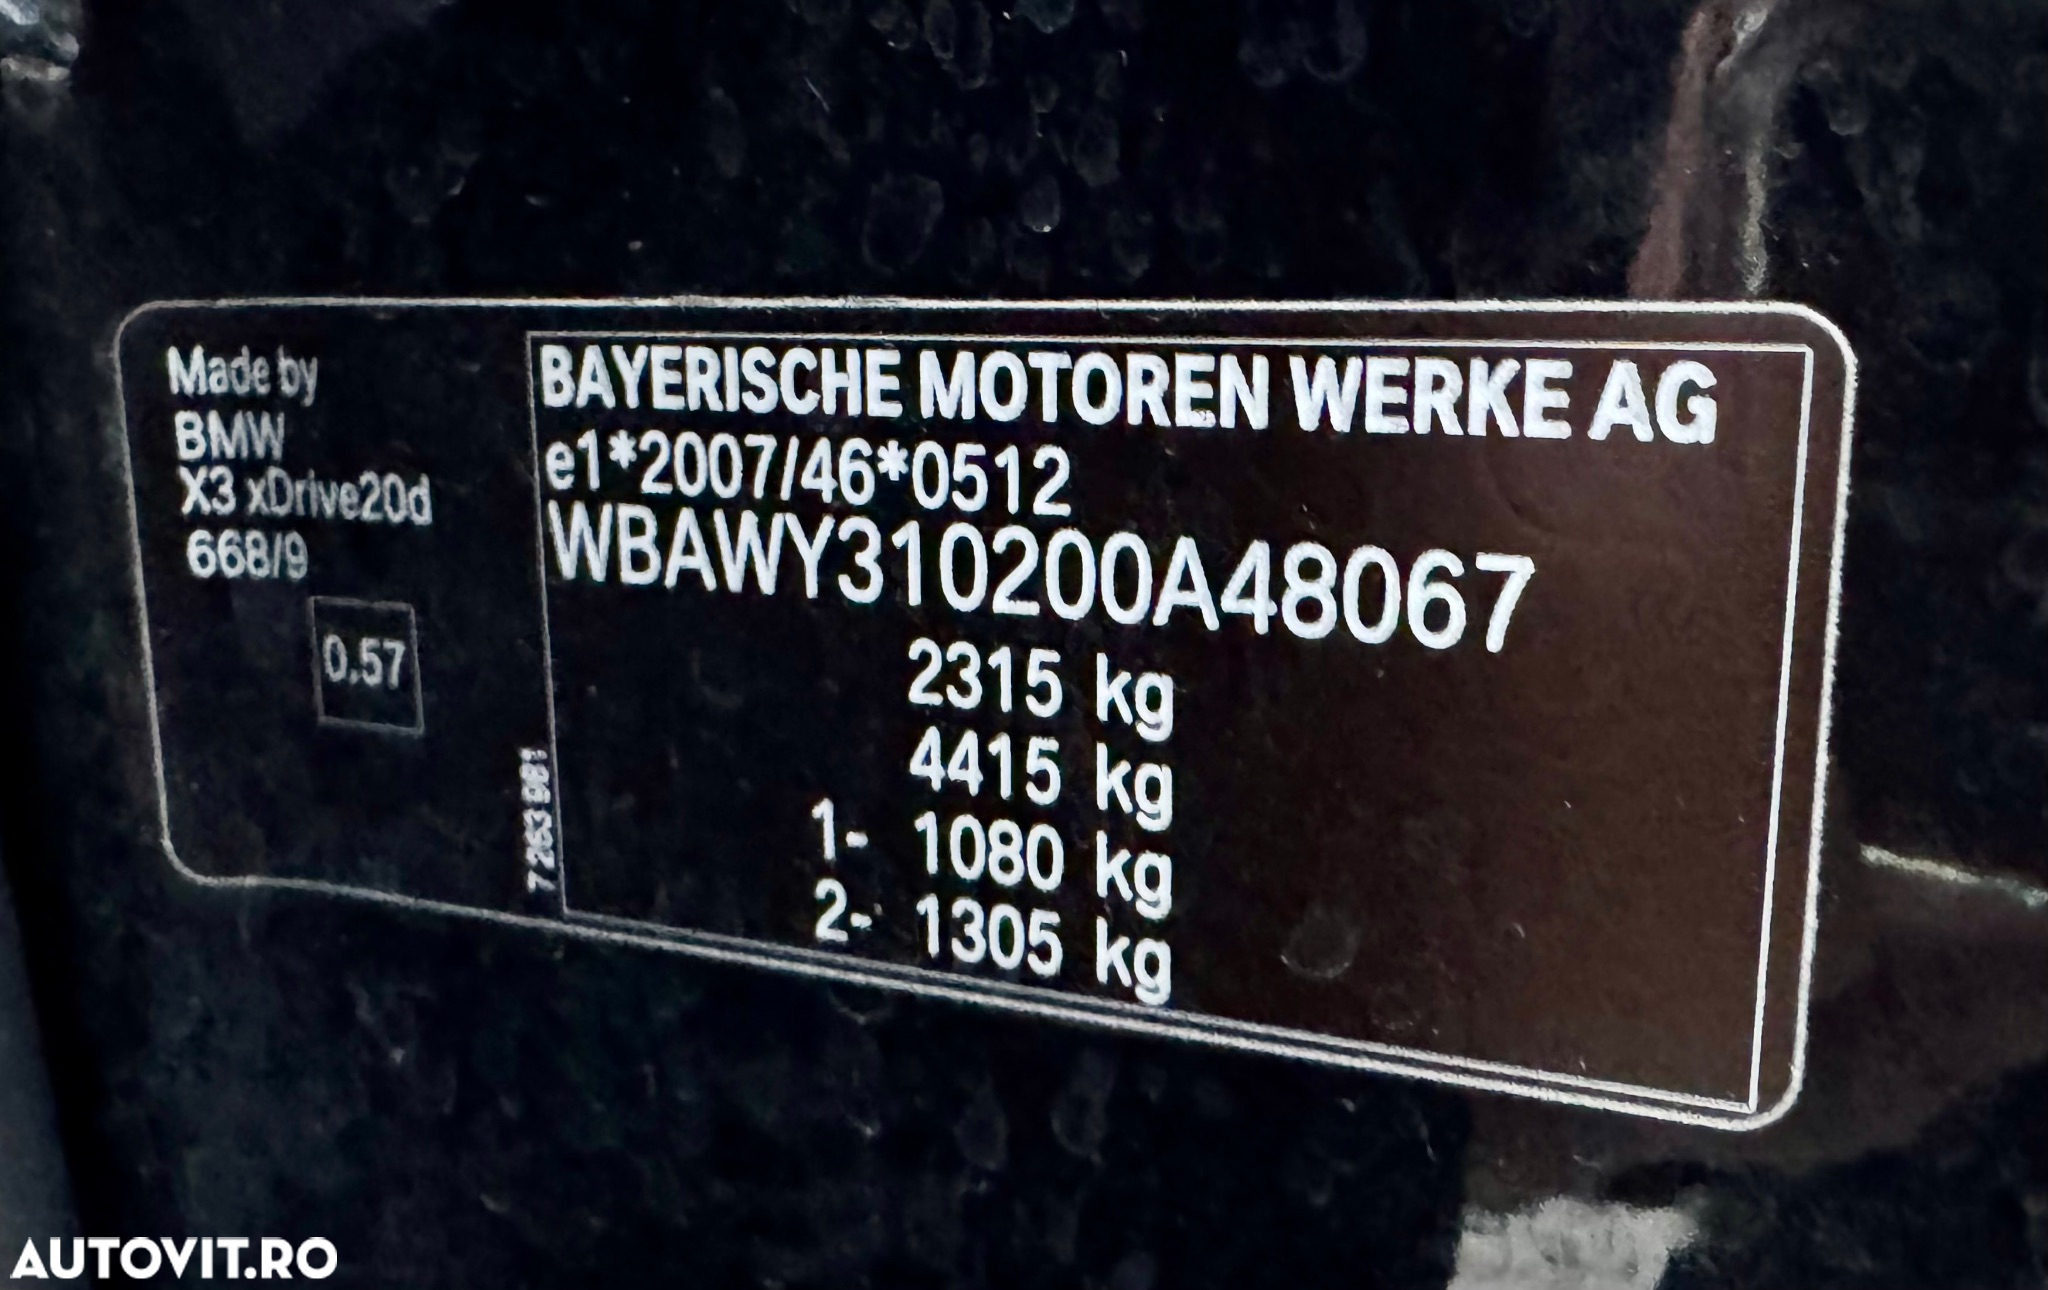 Made by
BMW
X3 xDrive20d
668/9
0.57
7263981
BAYERISCHE MOTOREN WERKE AG
e1*2007/46*0512
WBAWY310200A48067
2315 kg
4415 kg
1- 1080 kg
2- 1305 kg
AUTOVIT.RO